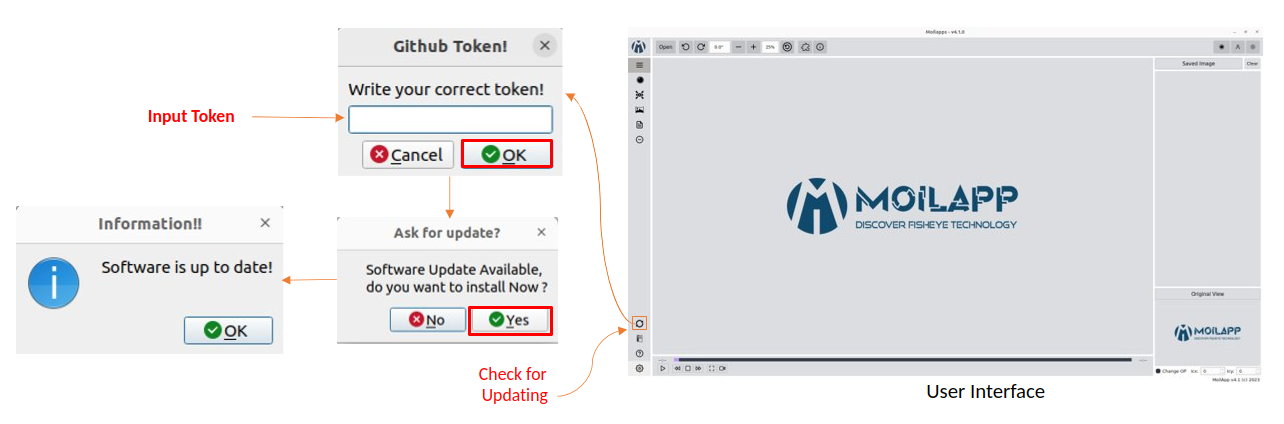 Github Token!
Write your correct token!
Input Token
Cancel
OK
Information!!
Software is up to date!
OK
Ask for update?
Software Update Available,
do you want to install Now ?
No
Yes
Check for
Updating
Moilapps - v4.1.0
Open
0.0°
25%
Saved Image
Clear
MOILAPP
DISCOVER FISHEYE TECHNOLOGY
Original View
MOILAPP
DISCOVER FISHEYE TECHNOLOGY
Change OP
Icx: 0
Icy: 0
MoilApp v4.1 (c) 2023
User Interface